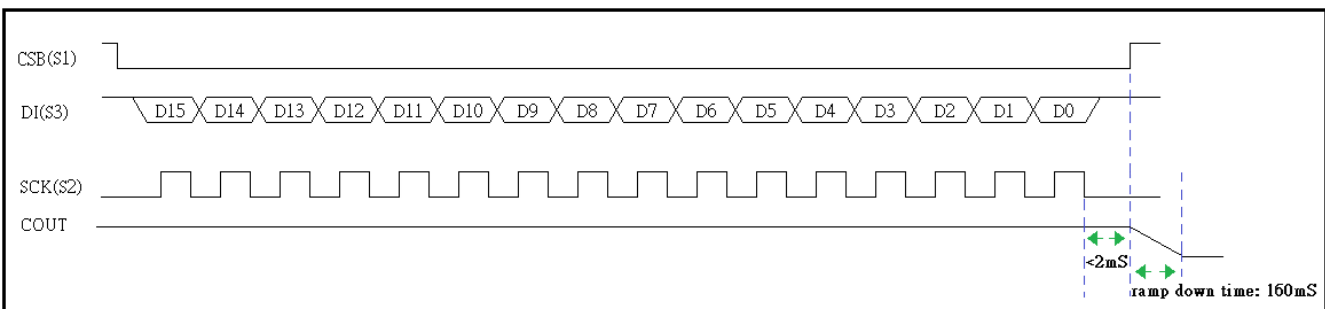 CSB(S1)
DI(S3) D15 D14 D13 D12 D11 D10 D9 D8 D7 D6 D5 D4 D3 D2 D1 D0
SCK(S2)
COUT
<2mS
ramp down time: 160mS